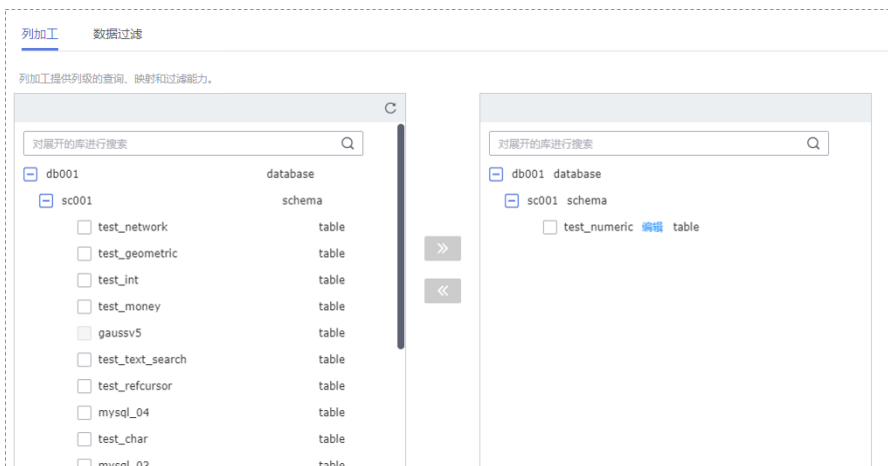 列加工 数据过滤
列加工提供列级的查询、映射和过滤能力。
对展开的库进行搜索
db001 database
sc001 schema
test_network table
test_geometric table
test_int table
test_money table
gaussv5 table
test_text_search table
test_refcursor table
mysql_04 table
test_char table
mysql_02 table
对展开的库进行搜索
db001 database
sc001 schema
test_numeric 编辑 table